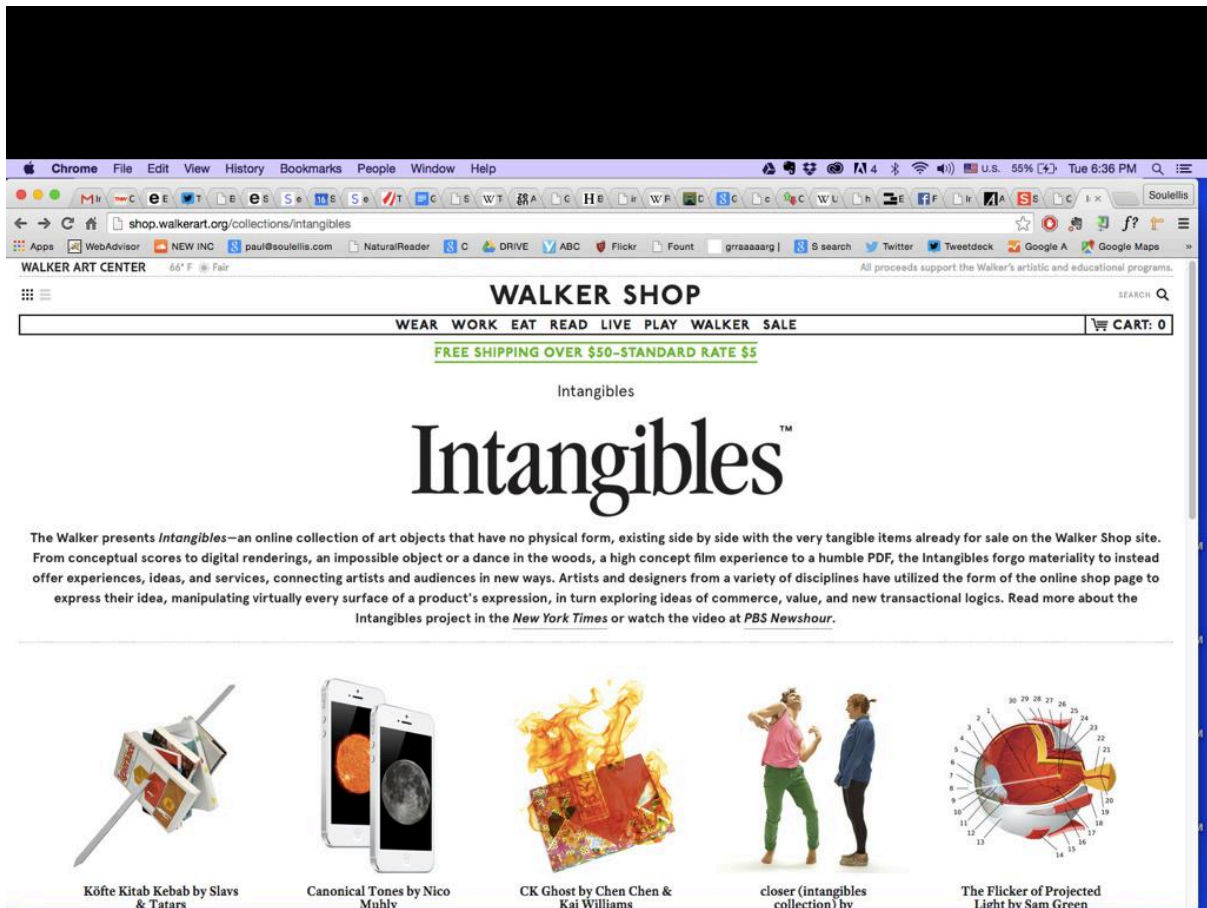 Chrome File Edit View History Bookmarks People Window Help 4 U.S. 55% Tue 6:36 PM
Soulellis
shop.walkerart.org/collections/intangibles f?
Apps WebAdvisor NEW INC paul@soulellis.com NaturalReader C DRIVE ABC Flickr Fount grraaaarg | S search Twitter Tweetdeck Google A Google Maps »
WALKER ART CENTER 66° F Fair All proceeds support the Walker's artistic and educational programs.
WALKER SHOP SEARCH
WEAR WORK EAT READ LIVE PLAY WALKER SALE CART: 0
FREE SHIPPING OVER $50-STANDARD RATE $5
Intangibles
Intangibles™
The Walker presents Intangibles—an online collection of art objects that have no physical form, existing side by side with the very tangible items already for sale on the Walker Shop site.
From conceptual scores to digital renderings, an impossible object or a dance in the woods, a high concept film experience to a humble PDF, the Intangibles forgo materiality to instead
offer experiences, ideas, and services, connecting artists and audiences in new ways. Artists and designers from a variety of disciplines have utilized the form of the online shop page to
express their idea, manipulating virtually every surface of a product's expression, in turn exploring ideas of commerce, value, and new transactional logics. Read more about the
Intangibles project in the New York Times or watch the video at PBS Newshour.
Köfte Kitab Kebab by Slavs
& Tatars
Canonical Tones by Nico
Muhly
CK Ghost by Chen Chen &
Kai Williams
closer (intangibles
collection) by
The Flicker of Projected
Light by Sam Green